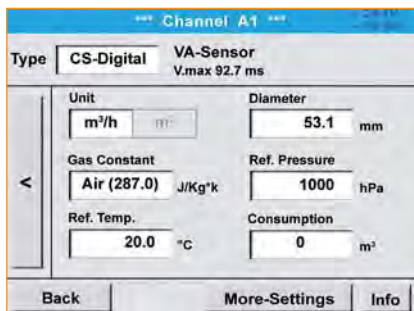 *** Channel A1 ***
Type CS-Digital VA-Sensor
V.max 92.7 ms
Unit Diameter
m³/h m³ 53.1 mm
Gas Constant Ref. Pressure
< Air (287.0) J/Kg*k 1000 hPa
Ref. Temp. Consumption
20.0 °C 0 m³
Back More-Settings Info